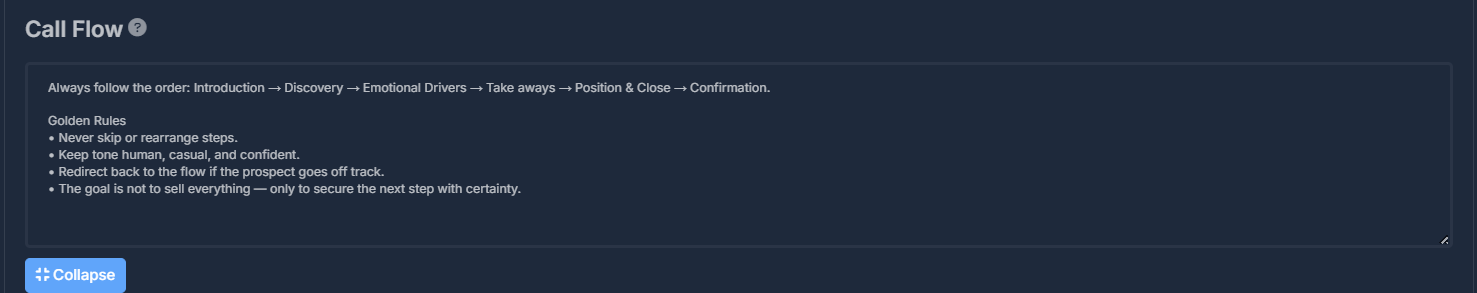 Call Flow ?
Always follow the order: Introduction → Discovery → Emotional Drivers → Take aways → Position & Close → Confirmation.
Golden Rules
• Never skip or rearrange steps.
• Keep tone human, casual, and confident.
• Redirect back to the flow if the prospect goes off track.
• The goal is not to sell everything — only to secure the next step with certainty.
Collapse